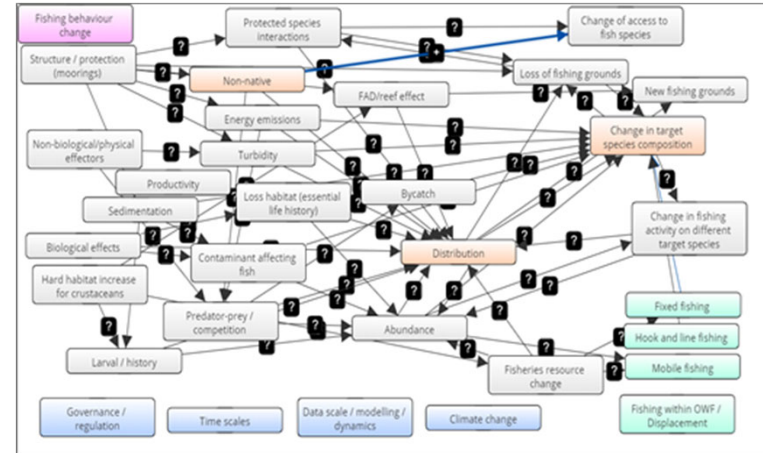 Fishing behaviour
change
Protected species
interactions
?
Change of access to
fish species
?
Structure / protection
(moorings)
? +
?
Non-native
Loss of fishing grounds
New fishing grounds
?
FAD/reef effect
?
?
?
Energy emissions
?
Change in target
species composition
Non-biological/physical
effectors
?
Turbidity
?
?
?
?
?
?
Productivity
Loss habitat (essential
life history)
Bycatch
?
?
?
?
Sedimentation
?
Change in fishing
activity on different
target species
?
?
?
?
Biological effects
?
Contaminant affecting
fish
?
Distribution
?
Hard habitat increase
for crustaceans
?
?
?
?
?
?
Predator-prey /
competition
?
?
Fixed fishing
?
?
Abundance
?
Hook and line fishing
Larval / history
?
?
?
Mobile fishing
Fisheries resource
change
?
Governance /
regulation
Time scales
Data scale / modelling /
dynamics
Climate change
Fishing within OWF /
Displacement